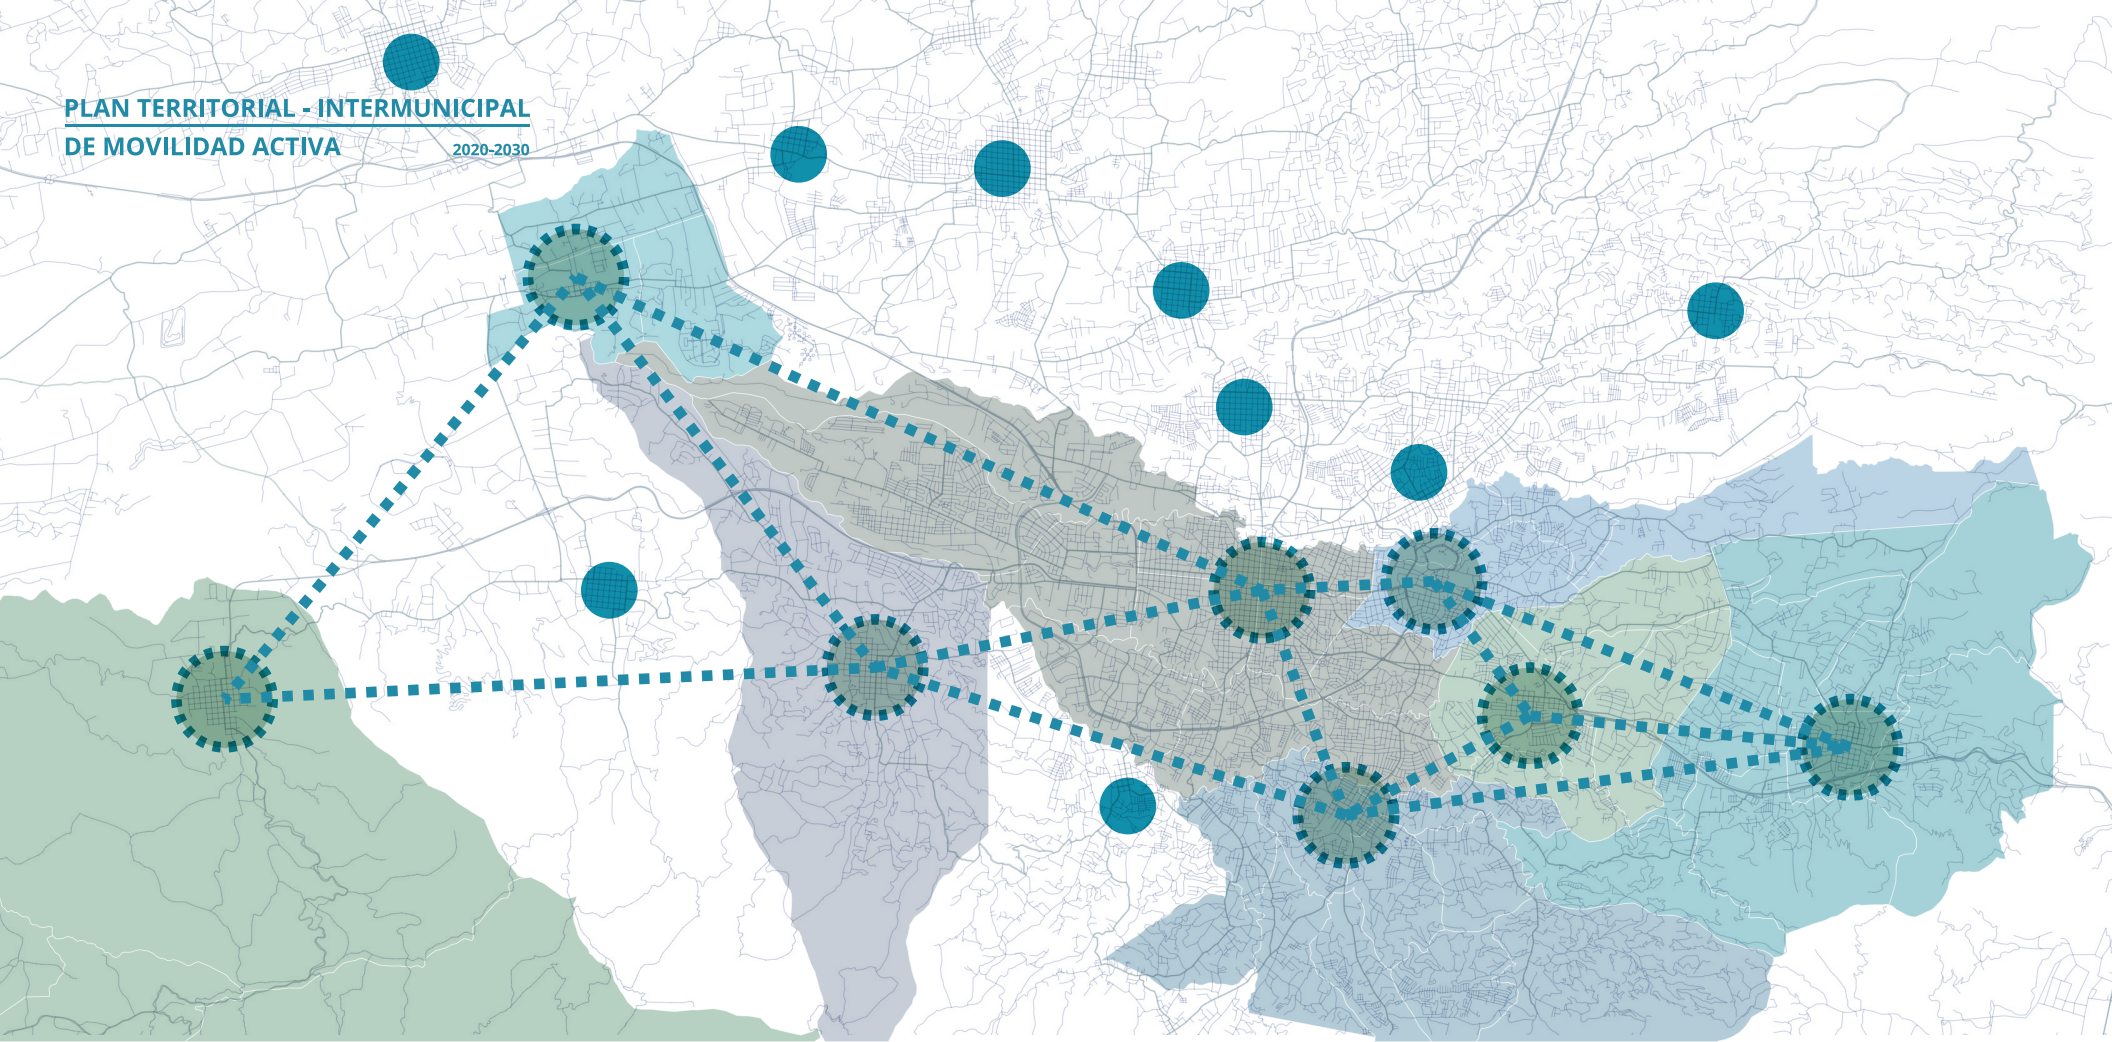 PLAN TERRITORIAL - INTERMUNICIPAL
DE MOVILIDAD ACTIVA 2020-2030